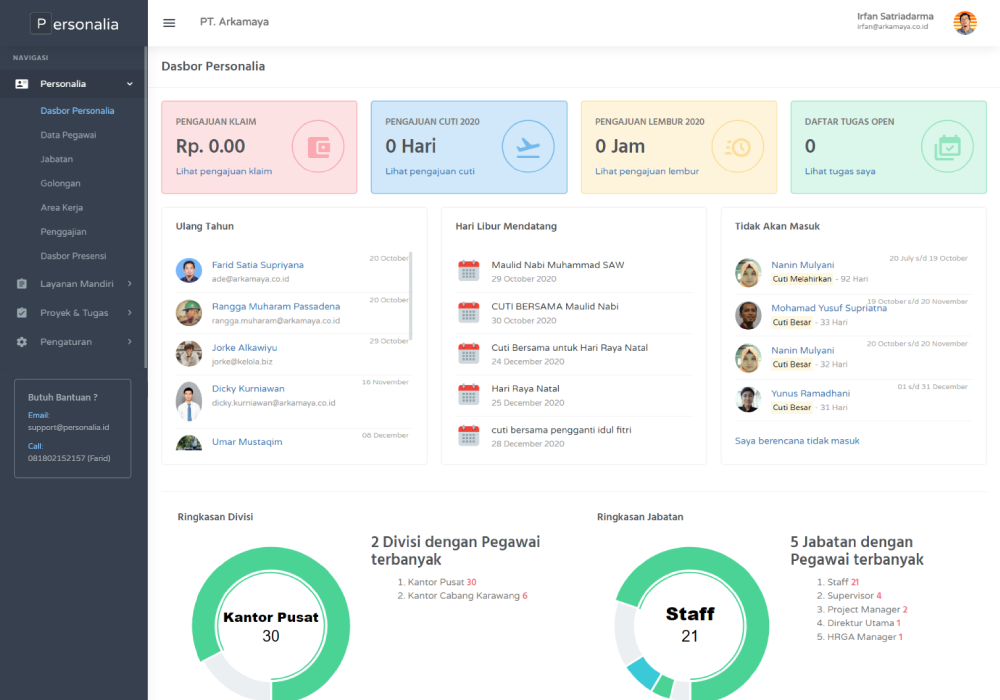 Personalia
PT. Arkamaya
Irfan Satriadarma
irfan@arkamaya.co.id
NAVIGASI
Personalia
Dasbor Personalia
Data Pegawai
Jabatan
Golongan
Area Kerja
Penggajian
Dasbor Presensi
Layanan Mandiri
Proyek & Tugas
Pengaturan
Butuh Bantuan ?
Email:
support@personalia.id
Call:
081802152157 (Farid)
Dasbor Personalia
PENGAJUAN KLAIM
Rp. 0.00
Lihat pengajuan klaim
PENGAJUAN CUTI 2020
0 Hari
Lihat pengajuan cuti
PENGAJUAN LEMBUR 2020
0 Jam
Lihat pengajuan lembur
DAFTAR TUGAS OPEN
0
Lihat tugas saya
Ulang Tahun
20 October
Farid Satia Supriyana
ade@arkamaya.co.id
20 October
Rangga Muharam Passadena
rangga.muharam@arkamaya.co.id
29 October
Jorke Alkawiyu
jorke@kelola.biz
16 November
Dicky Kurniawan
dicky.kurniawan@arkamaya.co.id
08 December
Umar Mustaqim
Hari Libur Mendatang
Maulid Nabi Muhammad SAW
29 October 2020
CUTI BERSAMA Maulid Nabi
30 October 2020
Cuti Bersama untuk Hari Raya Natal
24 December 2020
Hari Raya Natal
25 December 2020
cuti bersama pengganti idul fitri
28 December 2020
Tidak Akan Masuk
20 July s/d 19 October
Nanin Mulyani
Cuti Melahirkan - 92 Hari
19 October s/d 20 November
Mohamad Yusuf Supriatna
Cuti Besar - 33 Hari
20 October s/d 20 November
Nanin Mulyani
Cuti Besar - 32 Hari
01 s/d 31 December
Yunus Ramadhani
Cuti Besar - 31 Hari
Saya berencana tidak masuk
Ringkasan Divisi
Kantor Pusat
30
2 Divisi dengan Pegawai
terbanyak
1. Kantor Pusat 30
2. Kantor Cabang Karawang 6
Ringkasan Jabatan
Staff
21
5 Jabatan dengan
Pegawai terbanyak
1. Staff 21
2. Supervisor 4
3. Project Manager 2
4. Direktur Utama 1
5. HRGA Manager 1